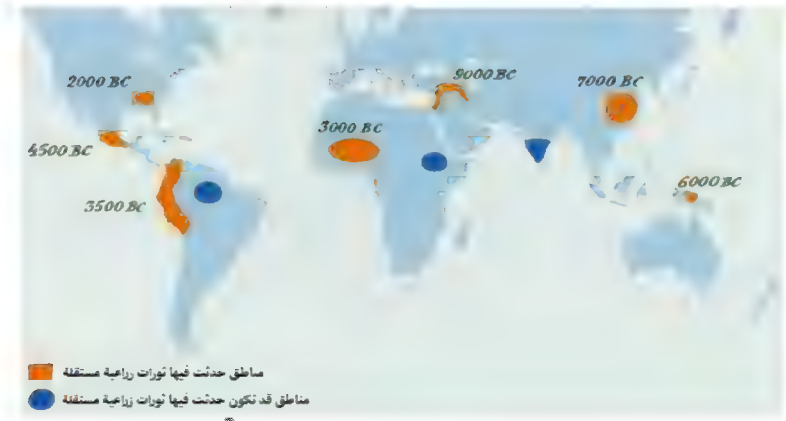 9000 BC
7000 BC
2000 BC
3000 BC
4500 BC
6000 BC
3500 BC
مناطق حدثت فيها ثورات زراعية مستقلة
مناطق قد تكون حدثت فيها ثورات زراعية مستقلة